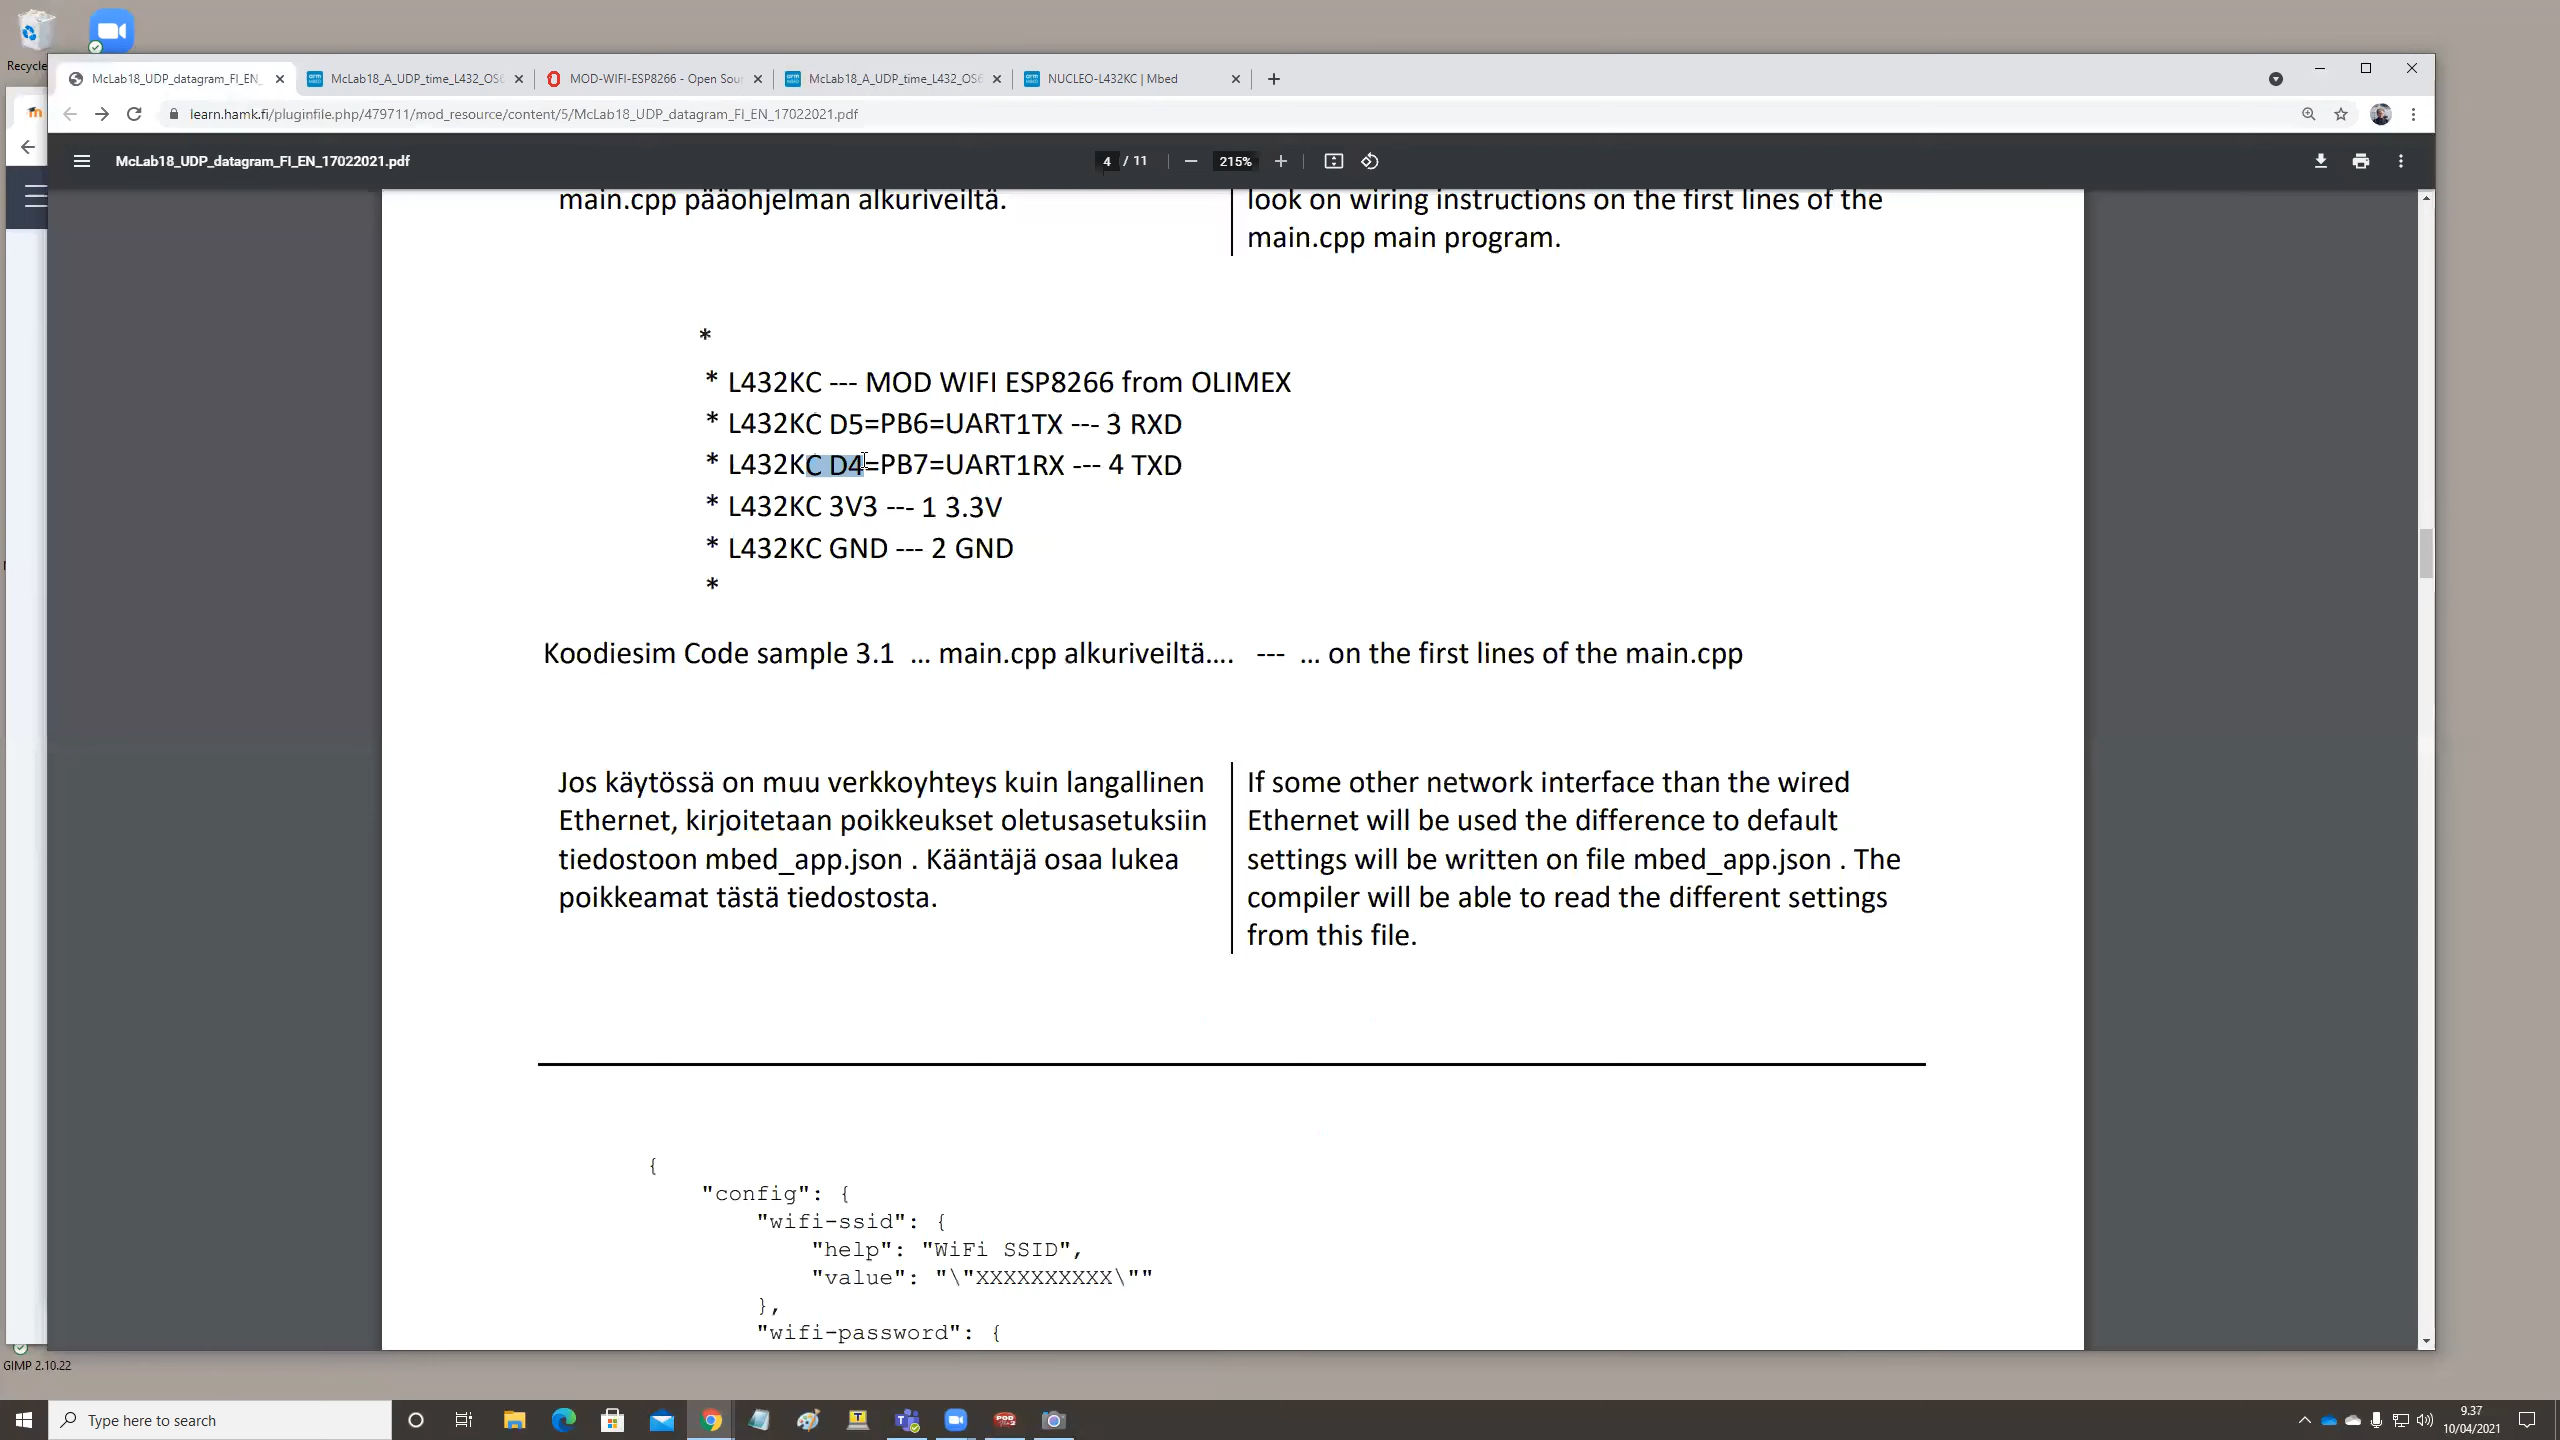 Recycle
McLab18_UDP_datagram_FI_EN_
McLab18_A_UDP_time_L432_OS6
MOD-WIFI-ESP8266 - Open Sou
McLab18_A_UDP_time_L432_OS6
NUCLEO-L432KC | Mbed
learn.hamk.fi/pluginfile.php/479711/mod_resource/content/5/McLab18_UDP_datagram_FI_EN_17022021.pdf
McLab18_UDP_datagram_FI_EN_17022021.pdf
4 / 11
215%
main.cpp pääohjelman alkuriveiltä.
look on wiring instructions on the first lines of the
main.cpp main program.
*
* L432KC --- MOD WIFI ESP8266 from OLIMEX
* L432KC D5=PB6=UART1TX --- 3 RXD
* L432KC D4=PB7=UART1RX --- 4 TXD
* L432KC 3V3 --- 1 3.3V
* L432KC GND --- 2 GND
*
Koodiesim Code sample 3.1 ... main.cpp alkuriveiltä.... --- ... on the first lines of the main.cpp
Jos käytössä on muu verkkoyhteys kuin langallinen
Ethernet, kirjoitetaan poikkeukset oletusasetuksiin
tiedostoon mbed_app.json . Kääntäjä osaa lukea
poikkeamat tästä tiedostosta.
If some other network interface than the wired
Ethernet will be used the difference to default
settings will be written on file mbed_app.json . The
compiler will be able to read the different settings
from this file.
{
"config": {
"wifi-ssid": {
"help": "WiFi SSID",
"value": "\"XXXXXXXXXX\""
},
"wifi-password": {
GIMP 2.10.22
Type here to search
9.37
10/04/2021